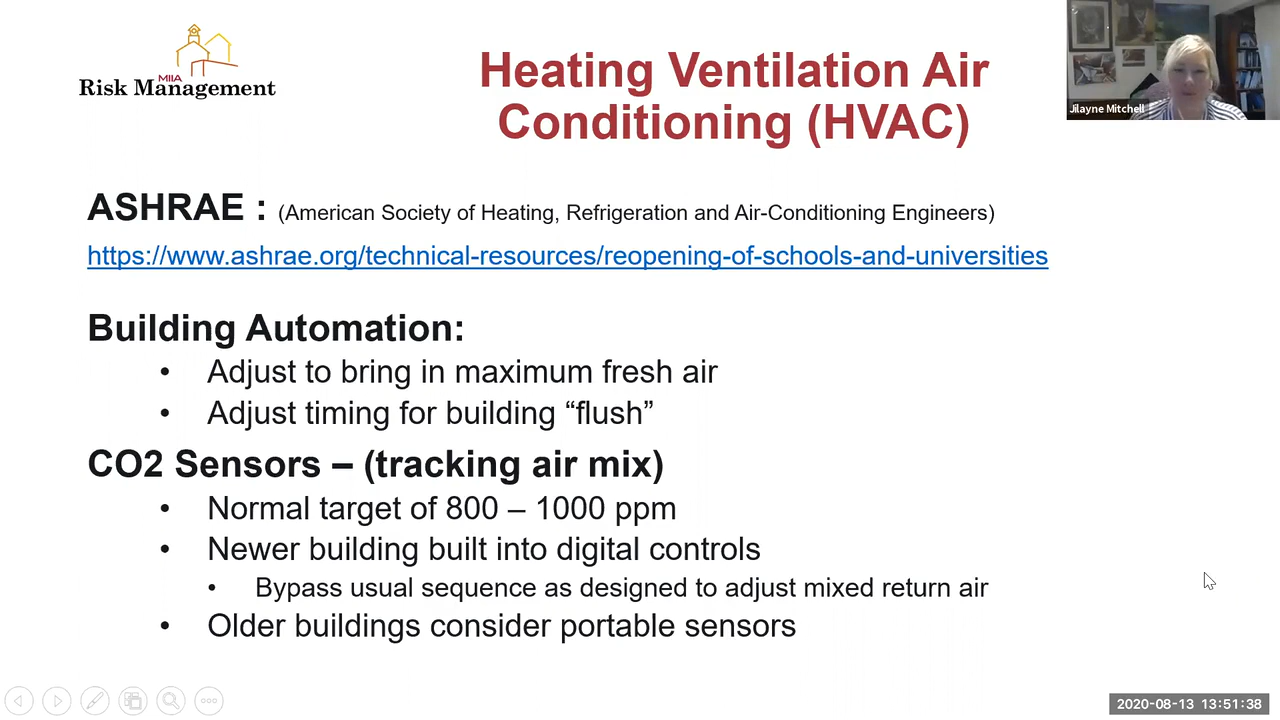 MIIA
Risk Management
Heating Ventilation Air
Conditioning (HVAC)
Jilayne Mitchell
ASHRAE : (American Society of Heating, Refrigeration and Air-Conditioning Engineers)
https://www.ashrae.org/technical-resources/reopening-of-schools-and-universities
Building Automation:
• Adjust to bring in maximum fresh air
• Adjust timing for building “flush”
CO2 Sensors – (tracking air mix)
• Normal target of 800 – 1000 ppm
• Newer building built into digital controls
• Bypass usual sequence as designed to adjust mixed return air
• Older buildings consider portable sensors
2020-08-13 13:51:38